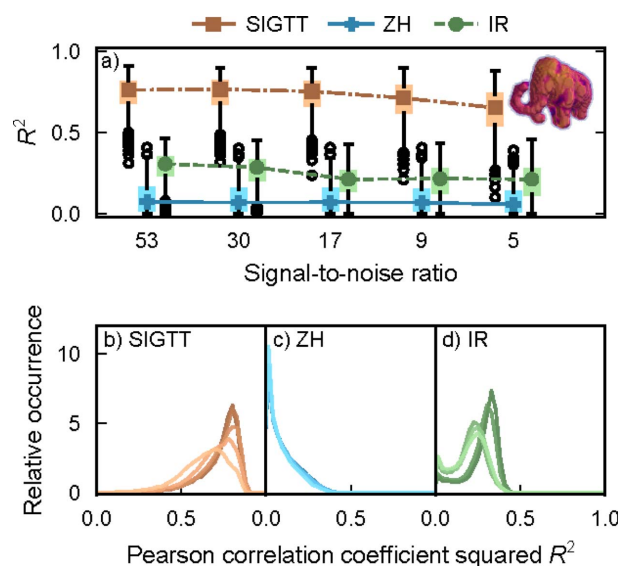 SIGTT ZH IR
a)
1.0
0.5
0.0
R²
53 30 17 9 5
Signal-to-noise ratio
b) SIGTT c) ZH d) IR
10
5
0
Relative occurrence
0.0 0.5 0.0 0.5 0.0 0.5 1.0
Pearson correlation coefficient squared R²